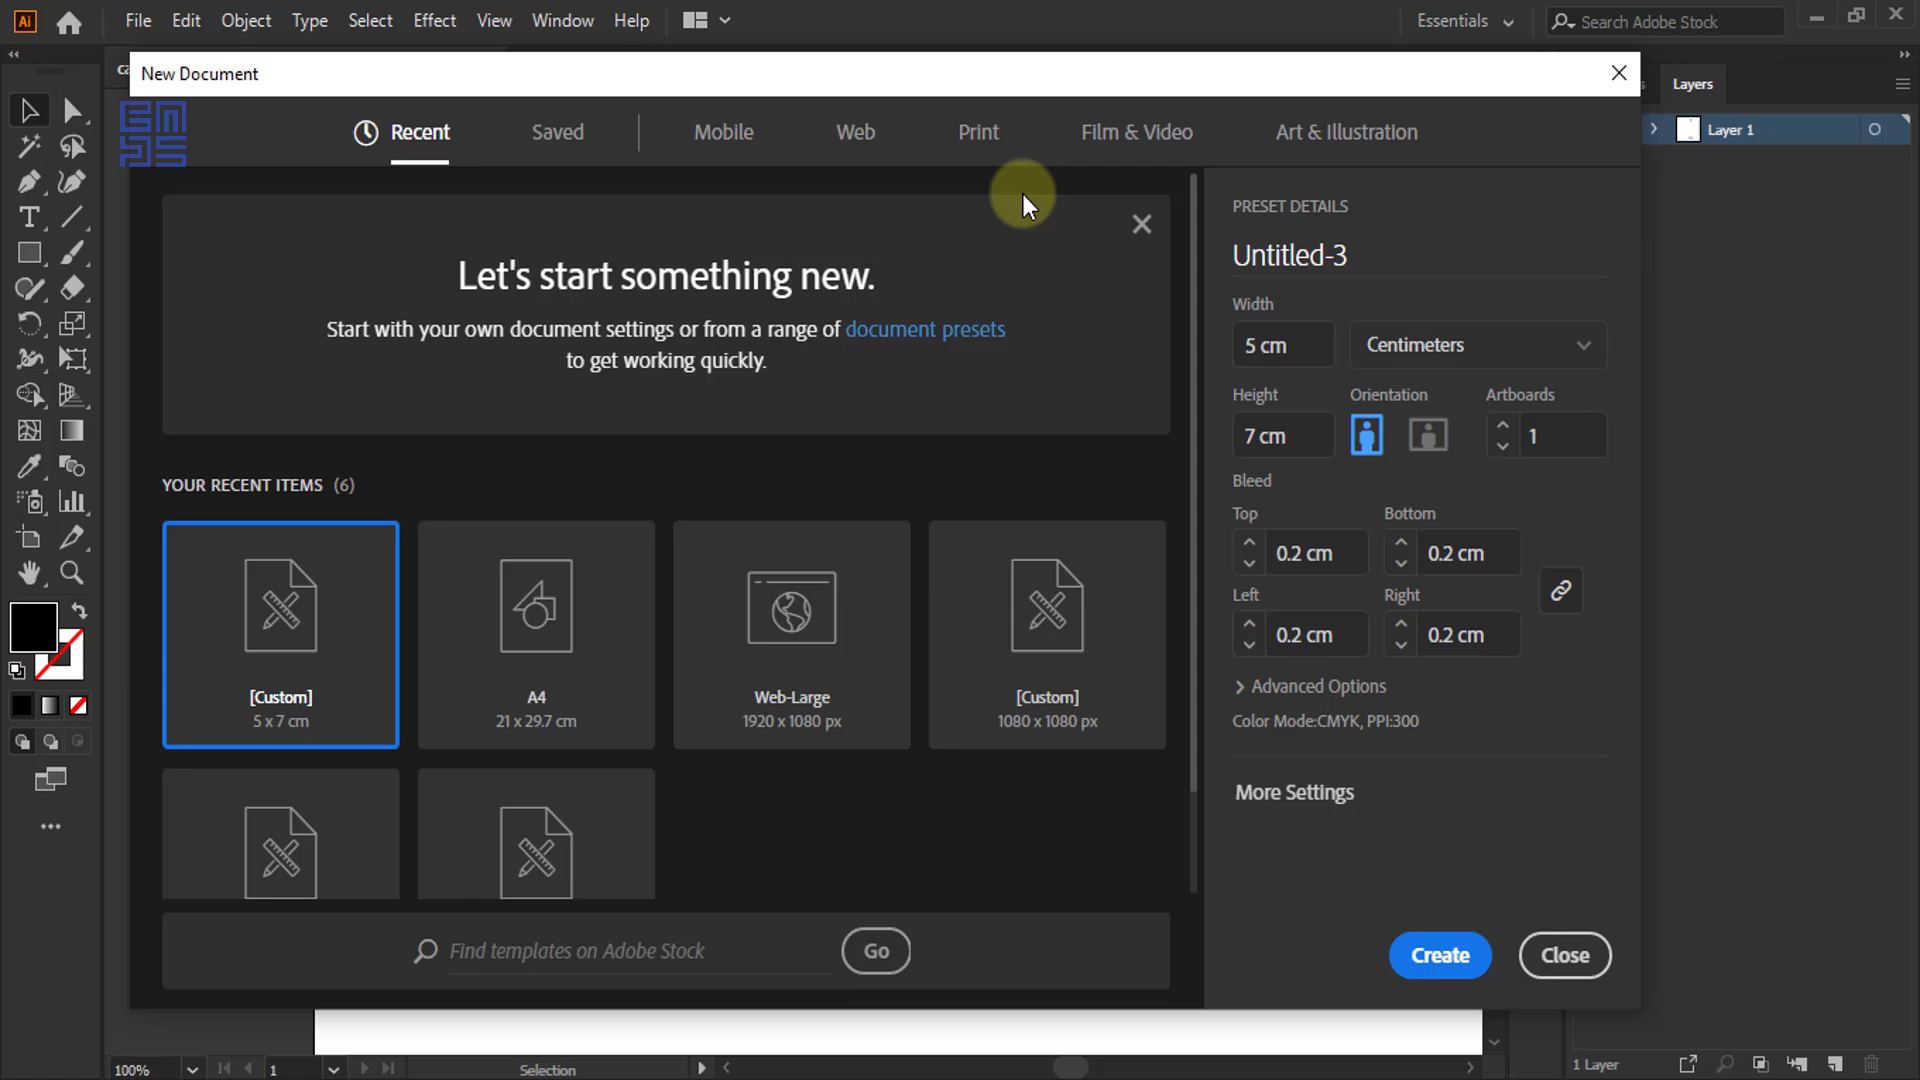 Ai File Edit Object Type Select Effect View Window Help Essentials Search Adobe Stock
New Document
Layers
Recent Saved Mobile Web Print Film & Video Art & Illustration
Layer 1
Let's start something new.
Start with your own document settings or from a range of document presets
to get working quickly.
YOUR RECENT ITEMS (6)
[Custom]
5 x 7 cm
A4
21 x 29.7 cm
Web-Large
1920 x 1080 px
[Custom]
1080 x 1080 px
Find templates on Adobe Stock Go
PRESET DETAILS
Untitled-3
Width
5 cm Centimeters
Height Orientation Artboards
7 cm 1
Bleed
Top Bottom
0.2 cm 0.2 cm
Left Right
0.2 cm 0.2 cm
Advanced Options
Color Mode:CMYK, PPI:300
More Settings
Create Close
100% 1 Selection 1 Layer